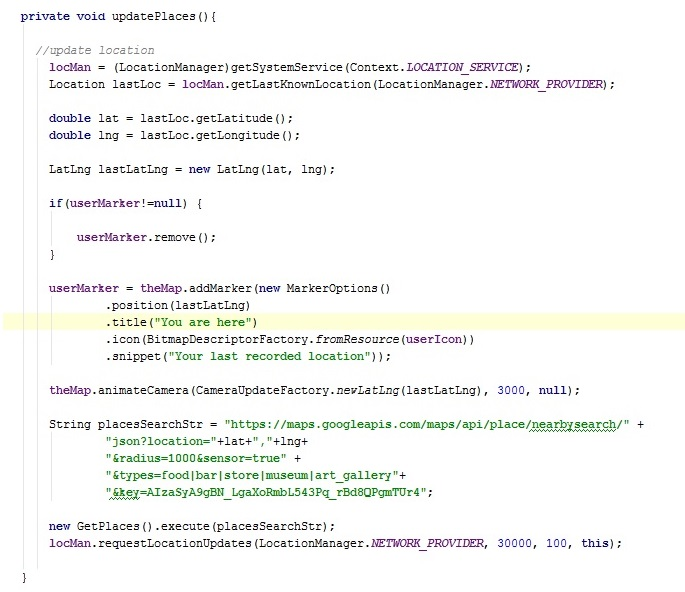 private void updatePlaces(){
//update location
locMan = (LocationManager)getSystemService(Context.LOCATION_SERVICE);
Location lastLoc = locMan.getLastKnownLocation(LocationManager.NETWORK_PROVIDER);
double lat = lastLoc.getLatitude();
double lng = lastLoc.getLongitude();
LatLng lastLatLng = new LatLng(lat, lng);
if(userMarker!=null) {
userMarker.remove();
}
userMarker = theMap.addMarker(new MarkerOptions()
.position(lastLatLng)
.title("You are here")
.icon(BitmapDescriptorFactory.fromResource(userIcon))
.snippet("Your last recorded location"));
theMap.animateCamera(CameraUpdateFactory.newLatLng(lastLatLng), 3000, null);
String placesSearchStr = "https://maps.googleapis.com/maps/api/place/nearbysearch/" +
"json?location="+lat+","+lng+
"&radius=1000&sensor=true" +
"&types=food|bar|store|museum|art_gallery"+
"&key=AIzaSyA9gBN_LgaXoRmbL543Pq_rBd8QPgmTUr4";
new GetPlaces().execute(placesSearchStr);
locMan.requestLocationUpdates(LocationManager.NETWORK_PROVIDER, 30000, 100, this);
}